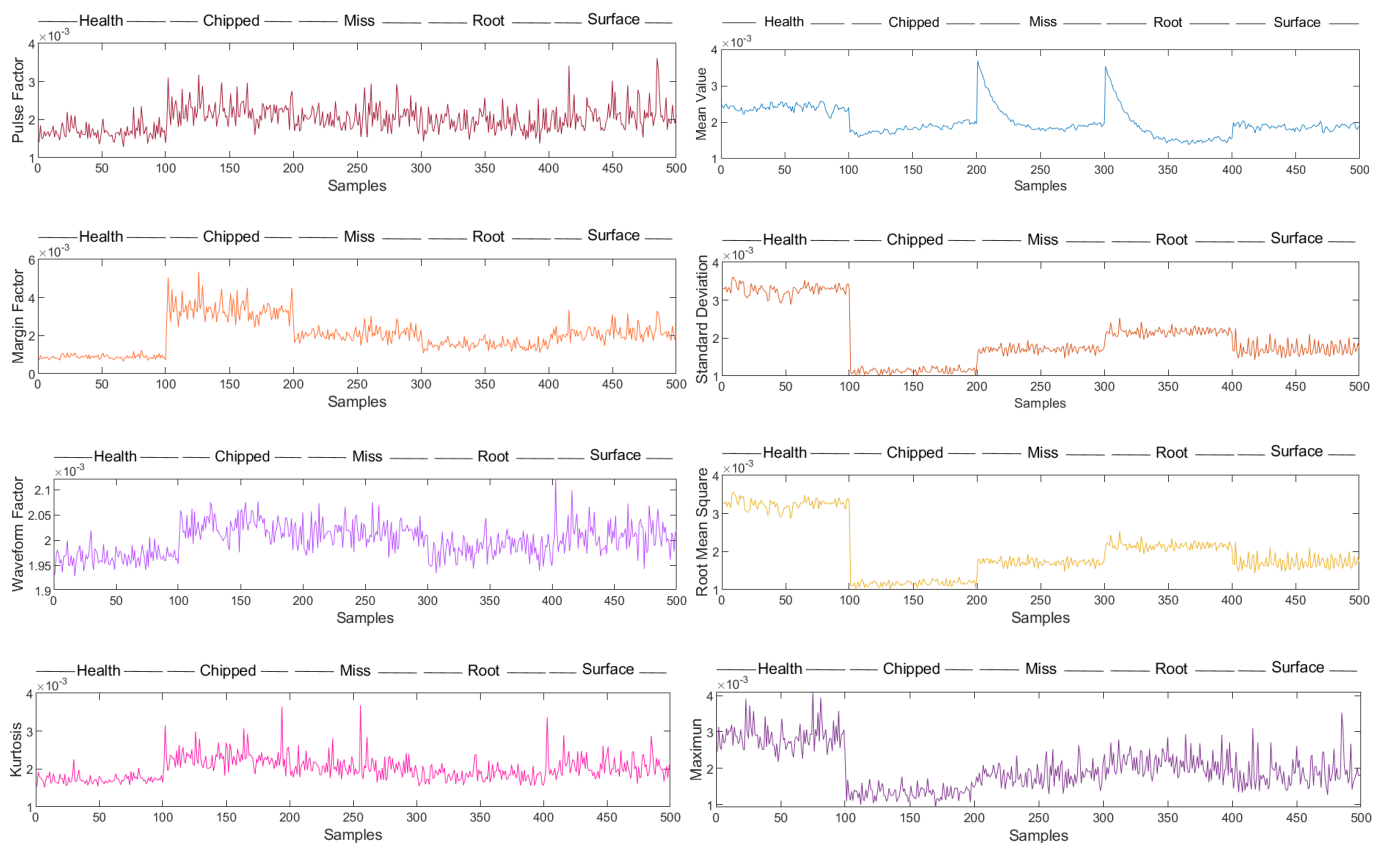 Health Chipped Miss Root Surface
×10-3
4
3
2
1
Pulse Factor
0 50 100 150 200 250 300 350 400 450 500
Samples
Health Chipped Miss Root Surface
×10-3
4
3
2
1
Mean Value
0 50 100 150 200 250 300 350 400 450 500
Samples
Health Chipped Miss Root Surface
×10-3
6
4
2
0
Margin Factor
0 50 100 150 200 250 300 350 400 450 500
Samples
Health Chipped Miss Root Surface
×10-3
4
3
2
1
Standard Deviation
0 50 100 150 200 250 300 350 400 450 500
Samples
Health Chipped Miss Root Surface
×10-3
2.1
2.05
2
1.95
1.9
Waveform Factor
0 50 100 150 200 250 300 350 400 450 500
Samples
Health Chipped Miss Root Surface
×10-3
4
3
2
1
Root Mean Square
0 50 100 150 200 250 300 350 400 450 500
Samples
Health Chipped Miss Root Surface
×10-3
4
3
2
1
Kurtosis
0 50 100 150 200 250 300 350 400 450 500
Samples
Health Chipped Miss Root Surface
×10-3
4
3
2
1
Maximun
0 50 100 150 200 250 300 350 400 450 500
Samples